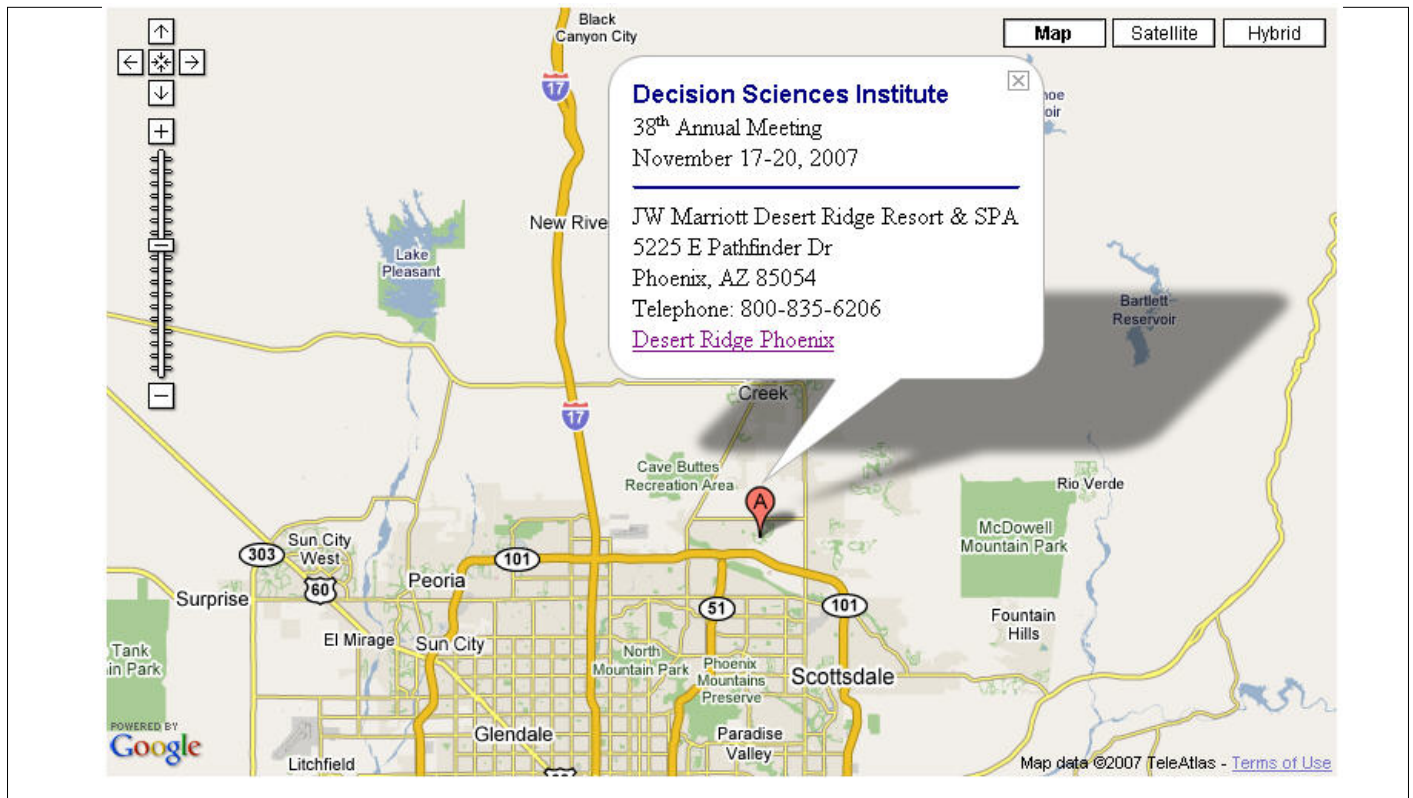 Black
Canyon City
Map
Satellite
Hybrid
17
Decision Sciences Institute
38th Annual Meeting
November 17-20, 2007
JW Marriott Desert Ridge Resort & SPA
5225 E Pathfinder Dr
Phoenix, AZ 85054
Telephone: 800-835-6206
Desert Ridge Phoenix
New Rive
Lake
Pleasant
Bartlett
Reservoir
Creek
17
Cave Buttes
Recreation Area
A
Rio Verde
McDowell
Mountain Park
303
Sun City
West
101
60
Peoria
Surprise
51
101
Fountain
Hills
El Mirage
Sun City
Tank
in Park
North
Mountain Park
Phoenix
Mountains
Preserve
Scottsdale
POWERED BY
Google
Glendale
Paradise
Valley
Litchfield
Map data ©2007 TeleAtlas - Terms of Use